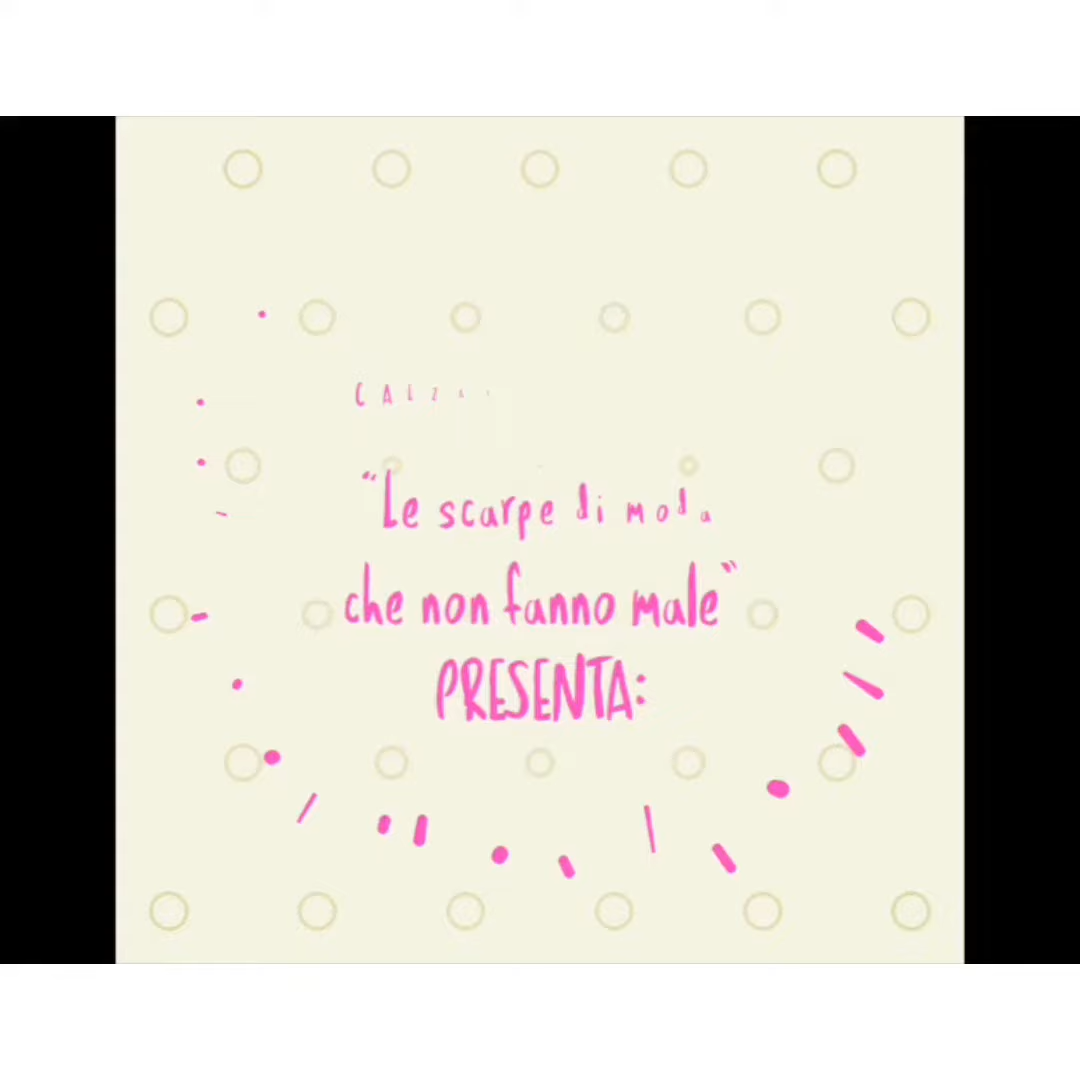 “Le scarpe di moda
che non fanno male”
PRESENTA: